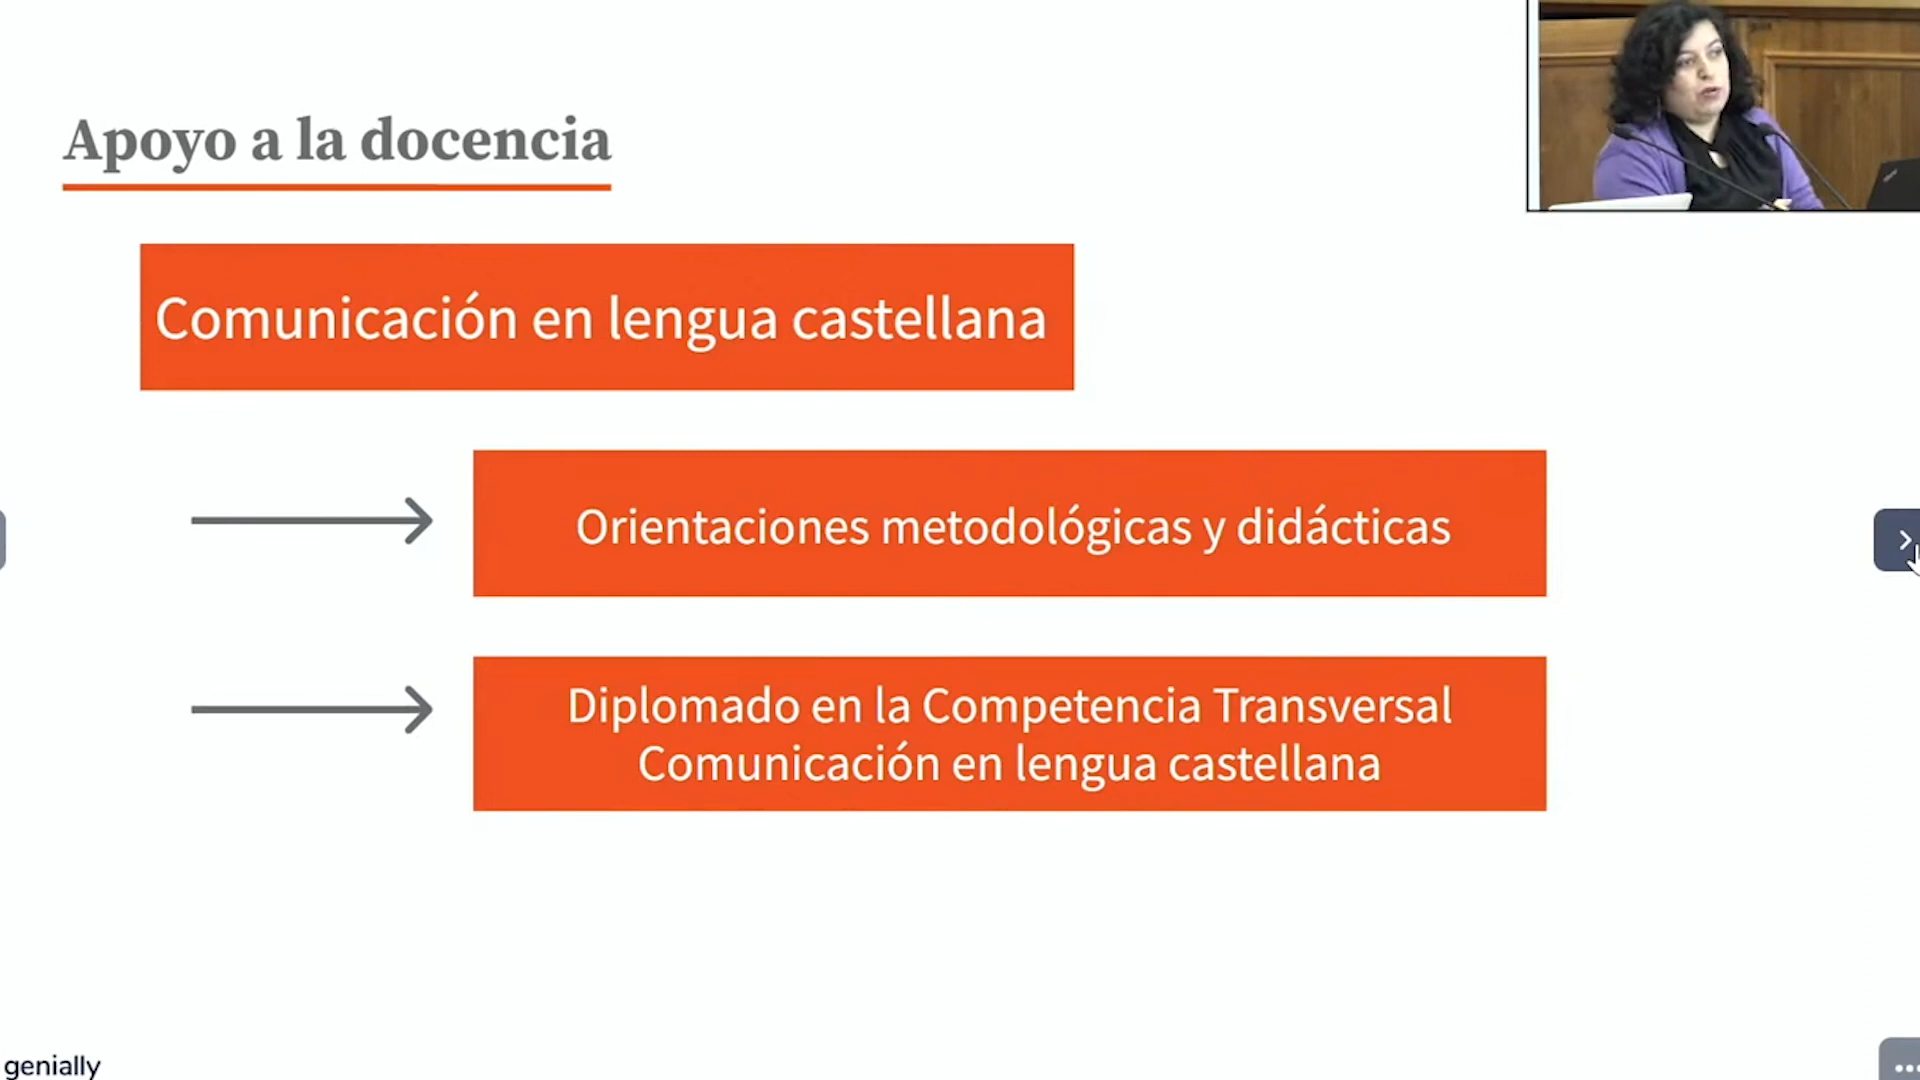 Apoyo a la docencia
Comunicación en lengua castellana
Orientaciones metodológicas y didácticas
Diplomado en la Competencia Transversal
Comunicación en lengua castellana
genially